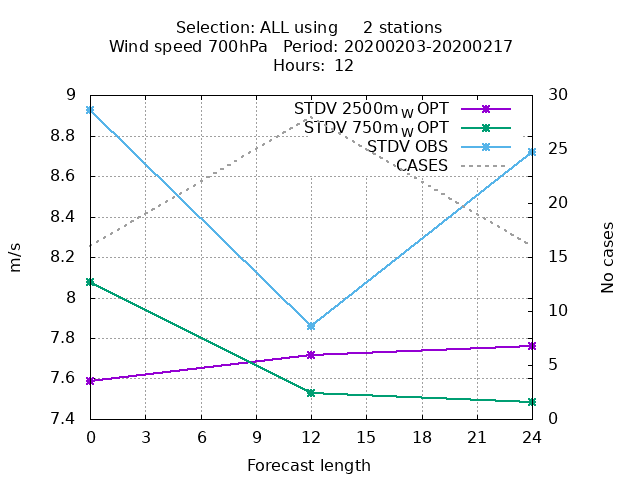 Selection: ALL using     2 stations
Wind speed 700hPa   Period: 20200203-20200217
Hours: 12
STDV 2500m W OPT
STDV 750m W OPT
STDV OBS
CASES
9
8.8
8.6
8.4
8.2
8
7.8
7.6
7.4
30
25
20
15
10
5
0
m/s
No cases
0 3 6 9 12 15 18 21 24
Forecast length